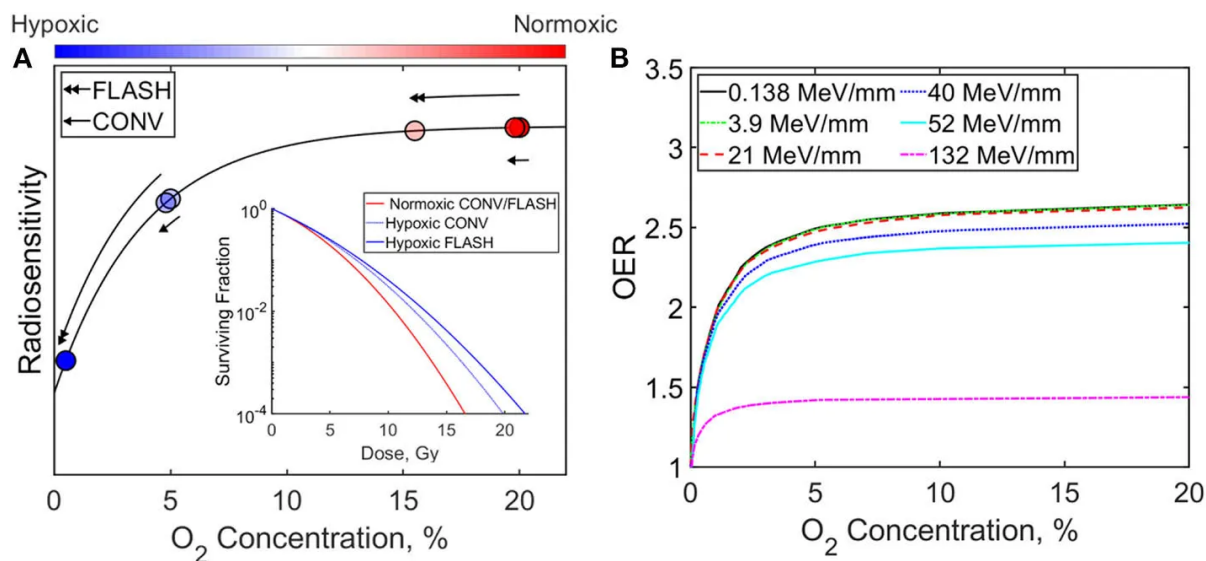 Hypoxic
Normoxic
A
FLASH
CONV
Radiosensitivity
10⁰
10⁻²
10⁻⁴
Surviving Fraction
Normoxic CONV/FLASH
Hypoxic CONV
Hypoxic FLASH
0 5 10 15 20
Dose, Gy
0 5 10 15 20
O₂ Concentration, %
B
3.5
3
2.5
2
1.5
1
OER
0.138 MeV/mm
3.9 MeV/mm
21 MeV/mm
40 MeV/mm
52 MeV/mm
132 MeV/mm
0 5 10 15 20
O₂ Concentration, %